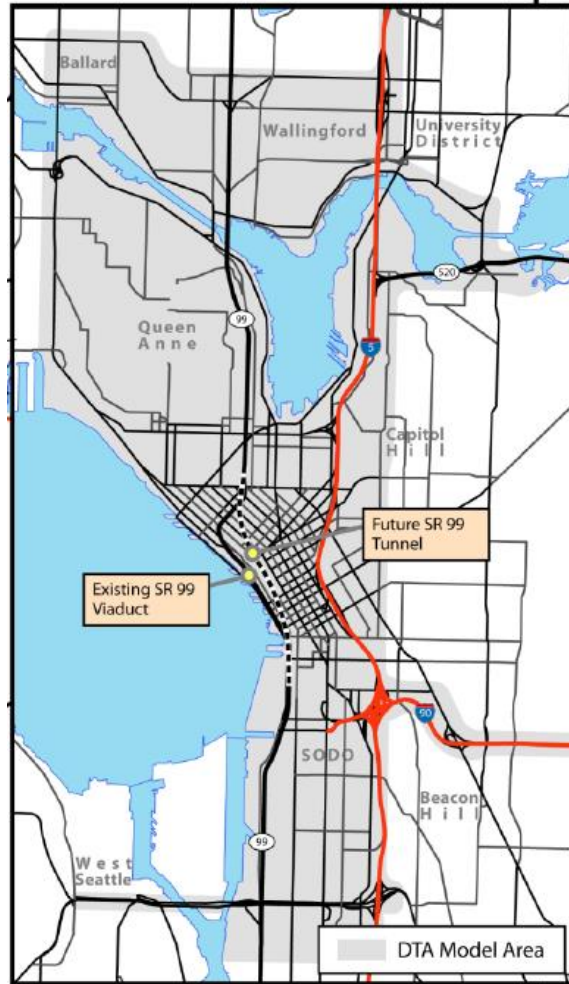 Ballard
Wallingford
University
District
520
Queen
Anne
99
5
Capitol
Hill
Future SR 99
Tunnel
Existing SR 99
Viaduct
90
SODO
Beacon
Hill
99
West
Seattle
DTA Model Area